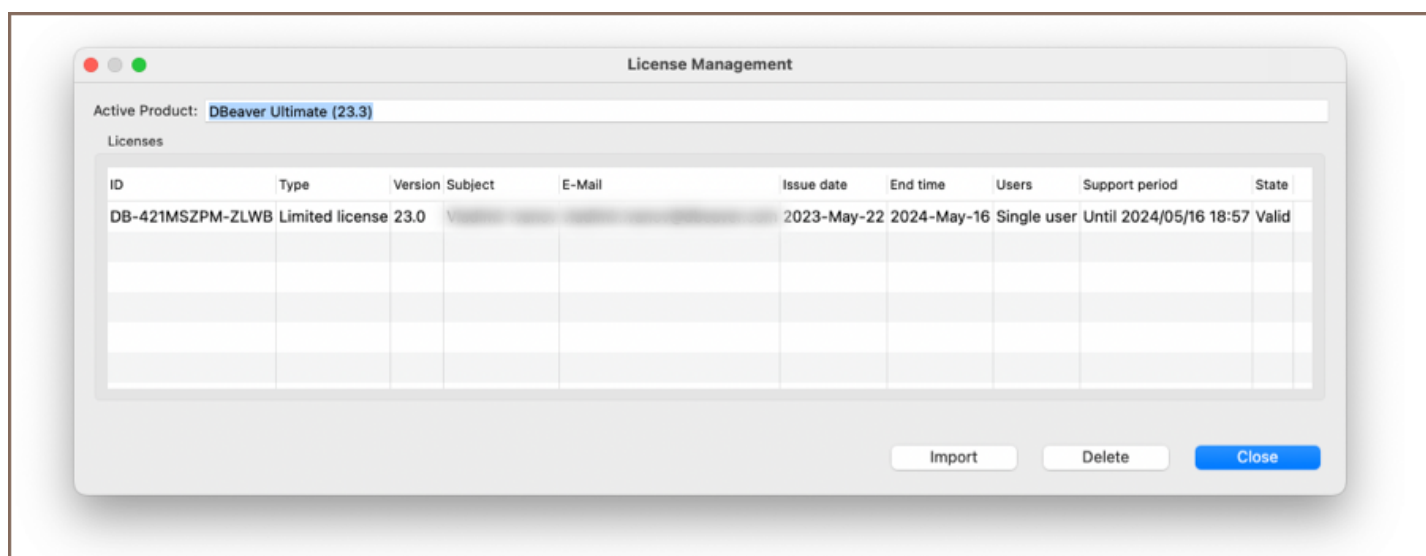 License Management
Active Product: DBeaver Ultimate (23.3)
Licenses
ID Type Version Subject E-Mail Issue date End time Users Support period State
DB-421MSZPM-ZLWB Limited license 23.0 2023-May-22 2024-May-16 Single user Until 2024/05/16 18:57 Valid
Import Delete Close